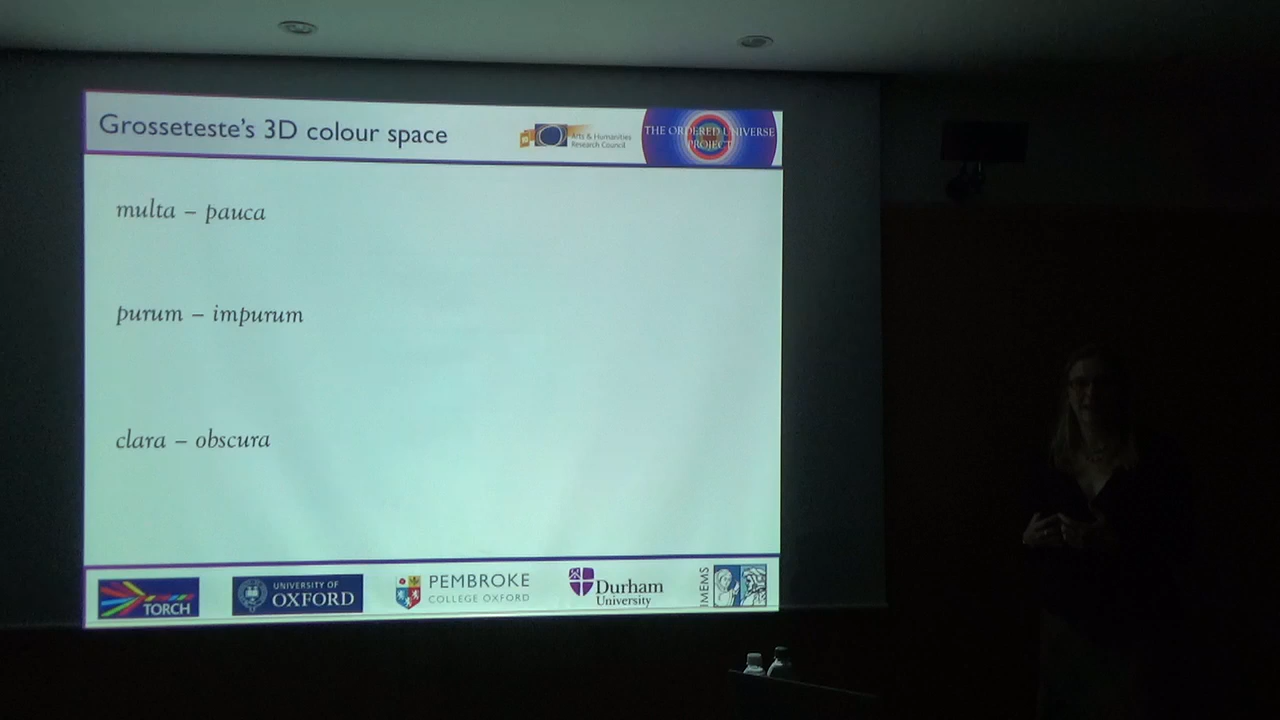 Grosseteste's 3D colour space
Arts & Humanities
Research Council
THE ORDERED UNIVERSE
PROJECT
multa – pauca
purum – impurum
clara – obscura
TORCH
UNIVERSITY OF
OXFORD
PEMBROKE
COLLEGE OXFORD
Durham
University
IMEMS